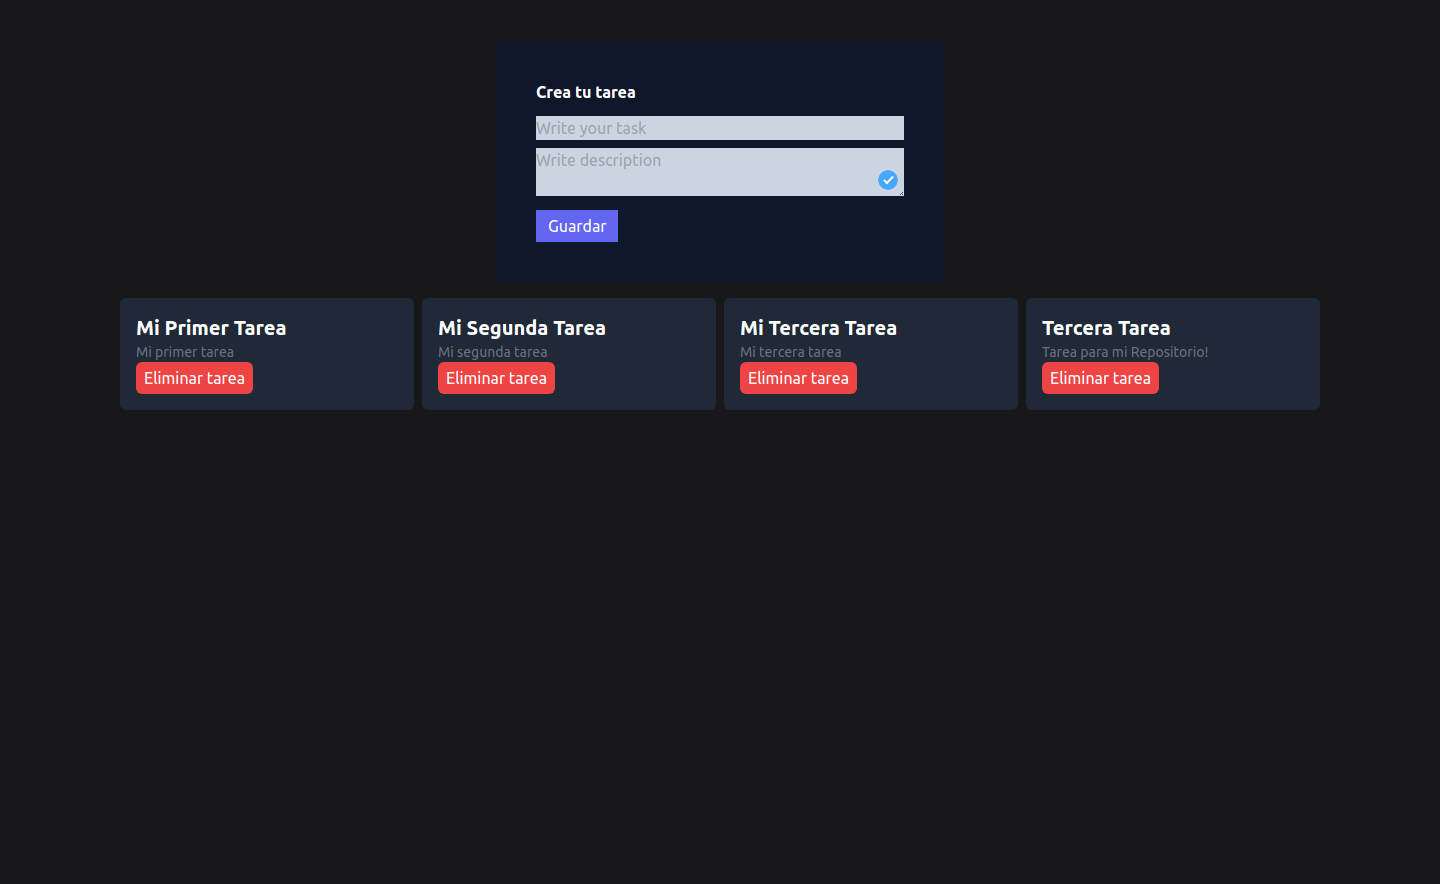 Crea tu tarea
Write your task
Write description
Guardar
Mi Primer Tarea
Mi primer tarea
Eliminar tarea
Mi Segunda Tarea
Mi segunda tarea
Eliminar tarea
Mi Tercera Tarea
Mi tercera tarea
Eliminar tarea
Tercera Tarea
Tarea para mi Repositorio!
Eliminar tarea